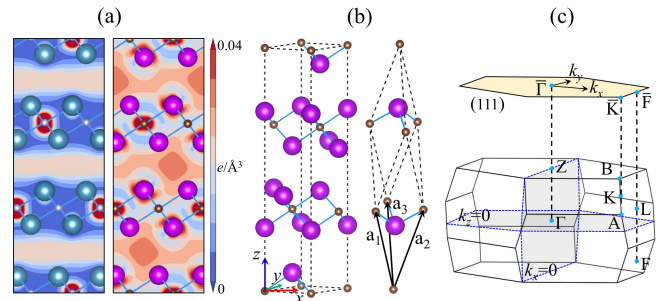 (a)
(b)
(c)
0.04
e/Å³
0
z
y
x
a₁
a₃
a₂
k_y
Γ̅
k_x
F̅
(111)
K̅
Z
B
K
L
k_z=0
Γ
A
k_x=0
F